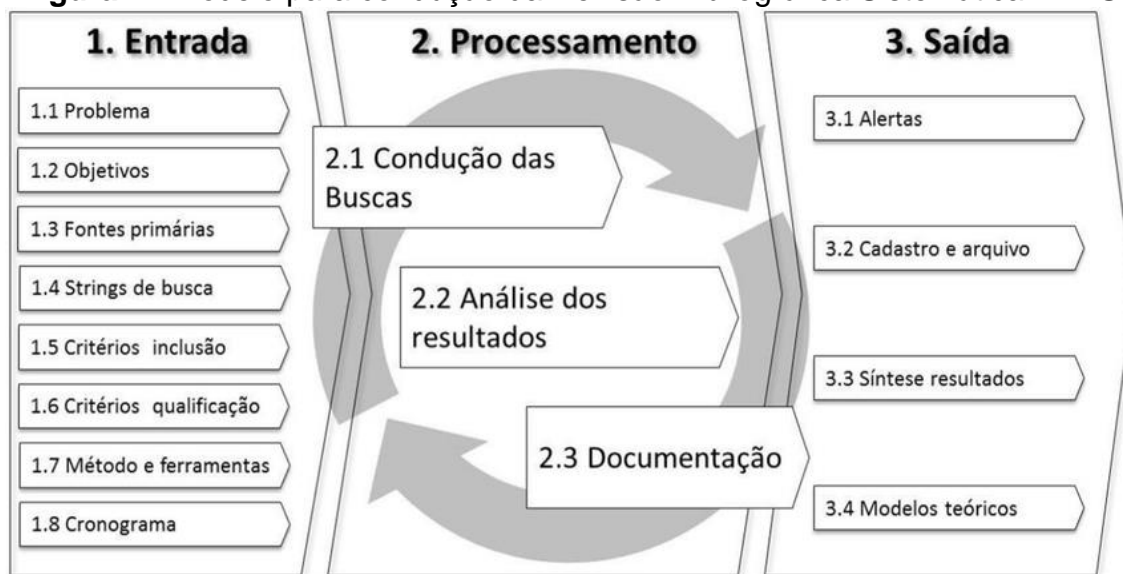 1. Entrada
1.1 Problema
1.2 Objetivos
1.3 Fontes primárias
1.4 Strings de busca
1.5 Critérios inclusão
1.6 Critérios qualificação
1.7 Método e ferramentas
1.8 Cronograma
2. Processamento
2.1 Condução das
Buscas
2.2 Análise dos
resultados
2.3 Documentação
3. Saída
3.1 Alertas
3.2 Cadastro e arquivo
3.3 Síntese resultados
3.4 Modelos teóricos